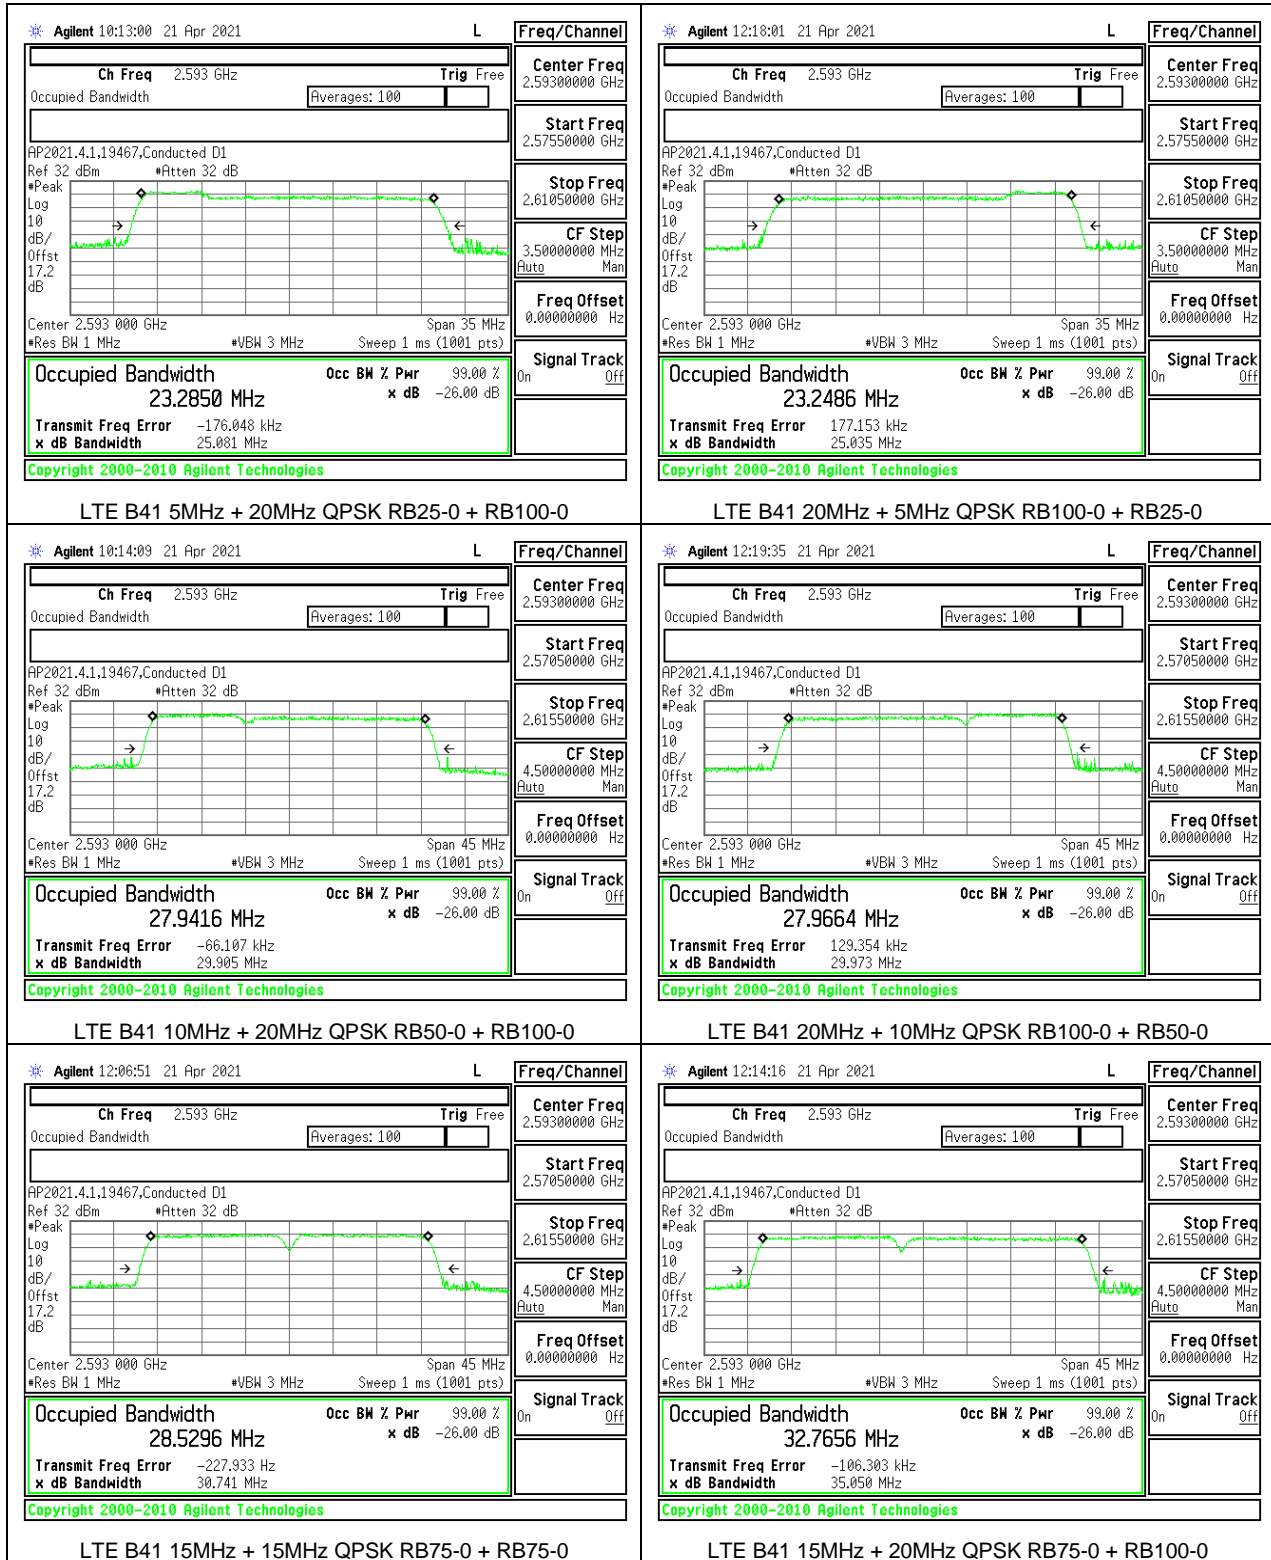 Agilent 10:13:00 21 Apr 2021 L Freq/Channel
Ch Freq 2.593 GHz Trig Free
Occupied Bandwidth Averages: 100
Center Freq
2.59300000 GHz
Start Freq
2.57550000 GHz
AP2021.4.1,19467,Conducted D1
Ref 32 dBm #Atten 32 dB
Stop Freq
2.61050000 GHz
#Peak
Log
10
dB/
Offst
17.2
dB
CF Step
3.50000000 MHz
Auto Man
Freq Offset
0.00000000 Hz
Center 2.593 000 GHz Span 35 MHz
#Res BW 1 MHz #VBW 3 MHz Sweep 1 ms (1001 pts)
Signal Track
On Off
Occupied Bandwidth Occ BW % Pwr 99.00 %
23.2850 MHz x dB -26.00 dB
Transmit Freq Error -176.048 kHz
x dB Bandwidth 25.081 MHz
Copyright 2000-2010 Agilent Technologies
LTE B41 5MHz + 20MHz QPSK RB25-0 + RB100-0
Agilent 12:18:01 21 Apr 2021 L Freq/Channel
Ch Freq 2.593 GHz Trig Free
Occupied Bandwidth Averages: 100
Center Freq
2.59300000 GHz
Start Freq
2.57550000 GHz
AP2021.4.1,19467,Conducted D1
Ref 32 dBm #Atten 32 dB
Stop Freq
2.61050000 GHz
#Peak
Log
10
dB/
Offst
17.2
dB
CF Step
3.50000000 MHz
Auto Man
Freq Offset
0.00000000 Hz
Center 2.593 000 GHz Span 35 MHz
#Res BW 1 MHz #VBW 3 MHz Sweep 1 ms (1001 pts)
Signal Track
On Off
Occupied Bandwidth Occ BW % Pwr 99.00 %
23.2486 MHz x dB -26.00 dB
Transmit Freq Error 177.153 kHz
x dB Bandwidth 25.035 MHz
Copyright 2000-2010 Agilent Technologies
LTE B41 20MHz + 5MHz QPSK RB100-0 + RB25-0
Agilent 10:14:09 21 Apr 2021 L Freq/Channel
Ch Freq 2.593 GHz Trig Free
Occupied Bandwidth Averages: 100
Center Freq
2.59300000 GHz
Start Freq
2.57050000 GHz
AP2021.4.1,19467,Conducted D1
Ref 32 dBm #Atten 32 dB
Stop Freq
2.61550000 GHz
#Peak
Log
10
dB/
Offst
17.2
dB
CF Step
4.50000000 MHz
Auto Man
Freq Offset
0.00000000 Hz
Center 2.593 000 GHz Span 45 MHz
#Res BW 1 MHz #VBW 3 MHz Sweep 1 ms (1001 pts)
Signal Track
On Off
Occupied Bandwidth Occ BW % Pwr 99.00 %
27.9416 MHz x dB -26.00 dB
Transmit Freq Error -66.107 kHz
x dB Bandwidth 29.905 MHz
Copyright 2000-2010 Agilent Technologies
LTE B41 10MHz + 20MHz QPSK RB50-0 + RB100-0
Agilent 12:19:35 21 Apr 2021 L Freq/Channel
Ch Freq 2.593 GHz Trig Free
Occupied Bandwidth Averages: 100
Center Freq
2.59300000 GHz
Start Freq
2.57050000 GHz
AP2021.4.1,19467,Conducted D1
Ref 32 dBm #Atten 32 dB
Stop Freq
2.61550000 GHz
#Peak
Log
10
dB/
Offst
17.2
dB
CF Step
4.50000000 MHz
Auto Man
Freq Offset
0.00000000 Hz
Center 2.593 000 GHz Span 45 MHz
#Res BW 1 MHz #VBW 3 MHz Sweep 1 ms (1001 pts)
Signal Track
On Off
Occupied Bandwidth Occ BW % Pwr 99.00 %
27.9664 MHz x dB -26.00 dB
Transmit Freq Error 129.354 kHz
x dB Bandwidth 29.973 MHz
Copyright 2000-2010 Agilent Technologies
LTE B41 20MHz + 10MHz QPSK RB100-0 + RB50-0
Agilent 12:06:51 21 Apr 2021 L Freq/Channel
Ch Freq 2.593 GHz Trig Free
Occupied Bandwidth Averages: 100
Center Freq
2.59300000 GHz
Start Freq
2.57050000 GHz
AP2021.4.1,19467,Conducted D1
Ref 32 dBm #Atten 32 dB
Stop Freq
2.61550000 GHz
#Peak
Log
10
dB/
Offst
17.2
dB
CF Step
4.50000000 MHz
Auto Man
Freq Offset
0.00000000 Hz
Center 2.593 000 GHz Span 45 MHz
#Res BW 1 MHz #VBW 3 MHz Sweep 1 ms (1001 pts)
Signal Track
On Off
Occupied Bandwidth Occ BW % Pwr 99.00 %
28.5296 MHz x dB -26.00 dB
Transmit Freq Error -227.933 Hz
x dB Bandwidth 30.741 MHz
Copyright 2000-2010 Agilent Technologies
LTE B41 15MHz + 15MHz QPSK RB75-0 + RB75-0
Agilent 12:14:16 21 Apr 2021 L Freq/Channel
Ch Freq 2.593 GHz Trig Free
Occupied Bandwidth Averages: 100
Center Freq
2.59300000 GHz
Start Freq
2.57050000 GHz
AP2021.4.1,19467,Conducted D1
Ref 32 dBm #Atten 32 dB
Stop Freq
2.61550000 GHz
#Peak
Log
10
dB/
Offst
17.2
dB
CF Step
4.50000000 MHz
Auto Man
Freq Offset
0.00000000 Hz
Center 2.593 000 GHz Span 45 MHz
#Res BW 1 MHz #VBW 3 MHz Sweep 1 ms (1001 pts)
Signal Track
On Off
Occupied Bandwidth Occ BW % Pwr 99.00 %
32.7656 MHz x dB -26.00 dB
Transmit Freq Error -106.303 kHz
x dB Bandwidth 35.050 MHz
Copyright 2000-2010 Agilent Technologies
LTE B41 15MHz + 20MHz QPSK RB75-0 + RB100-0